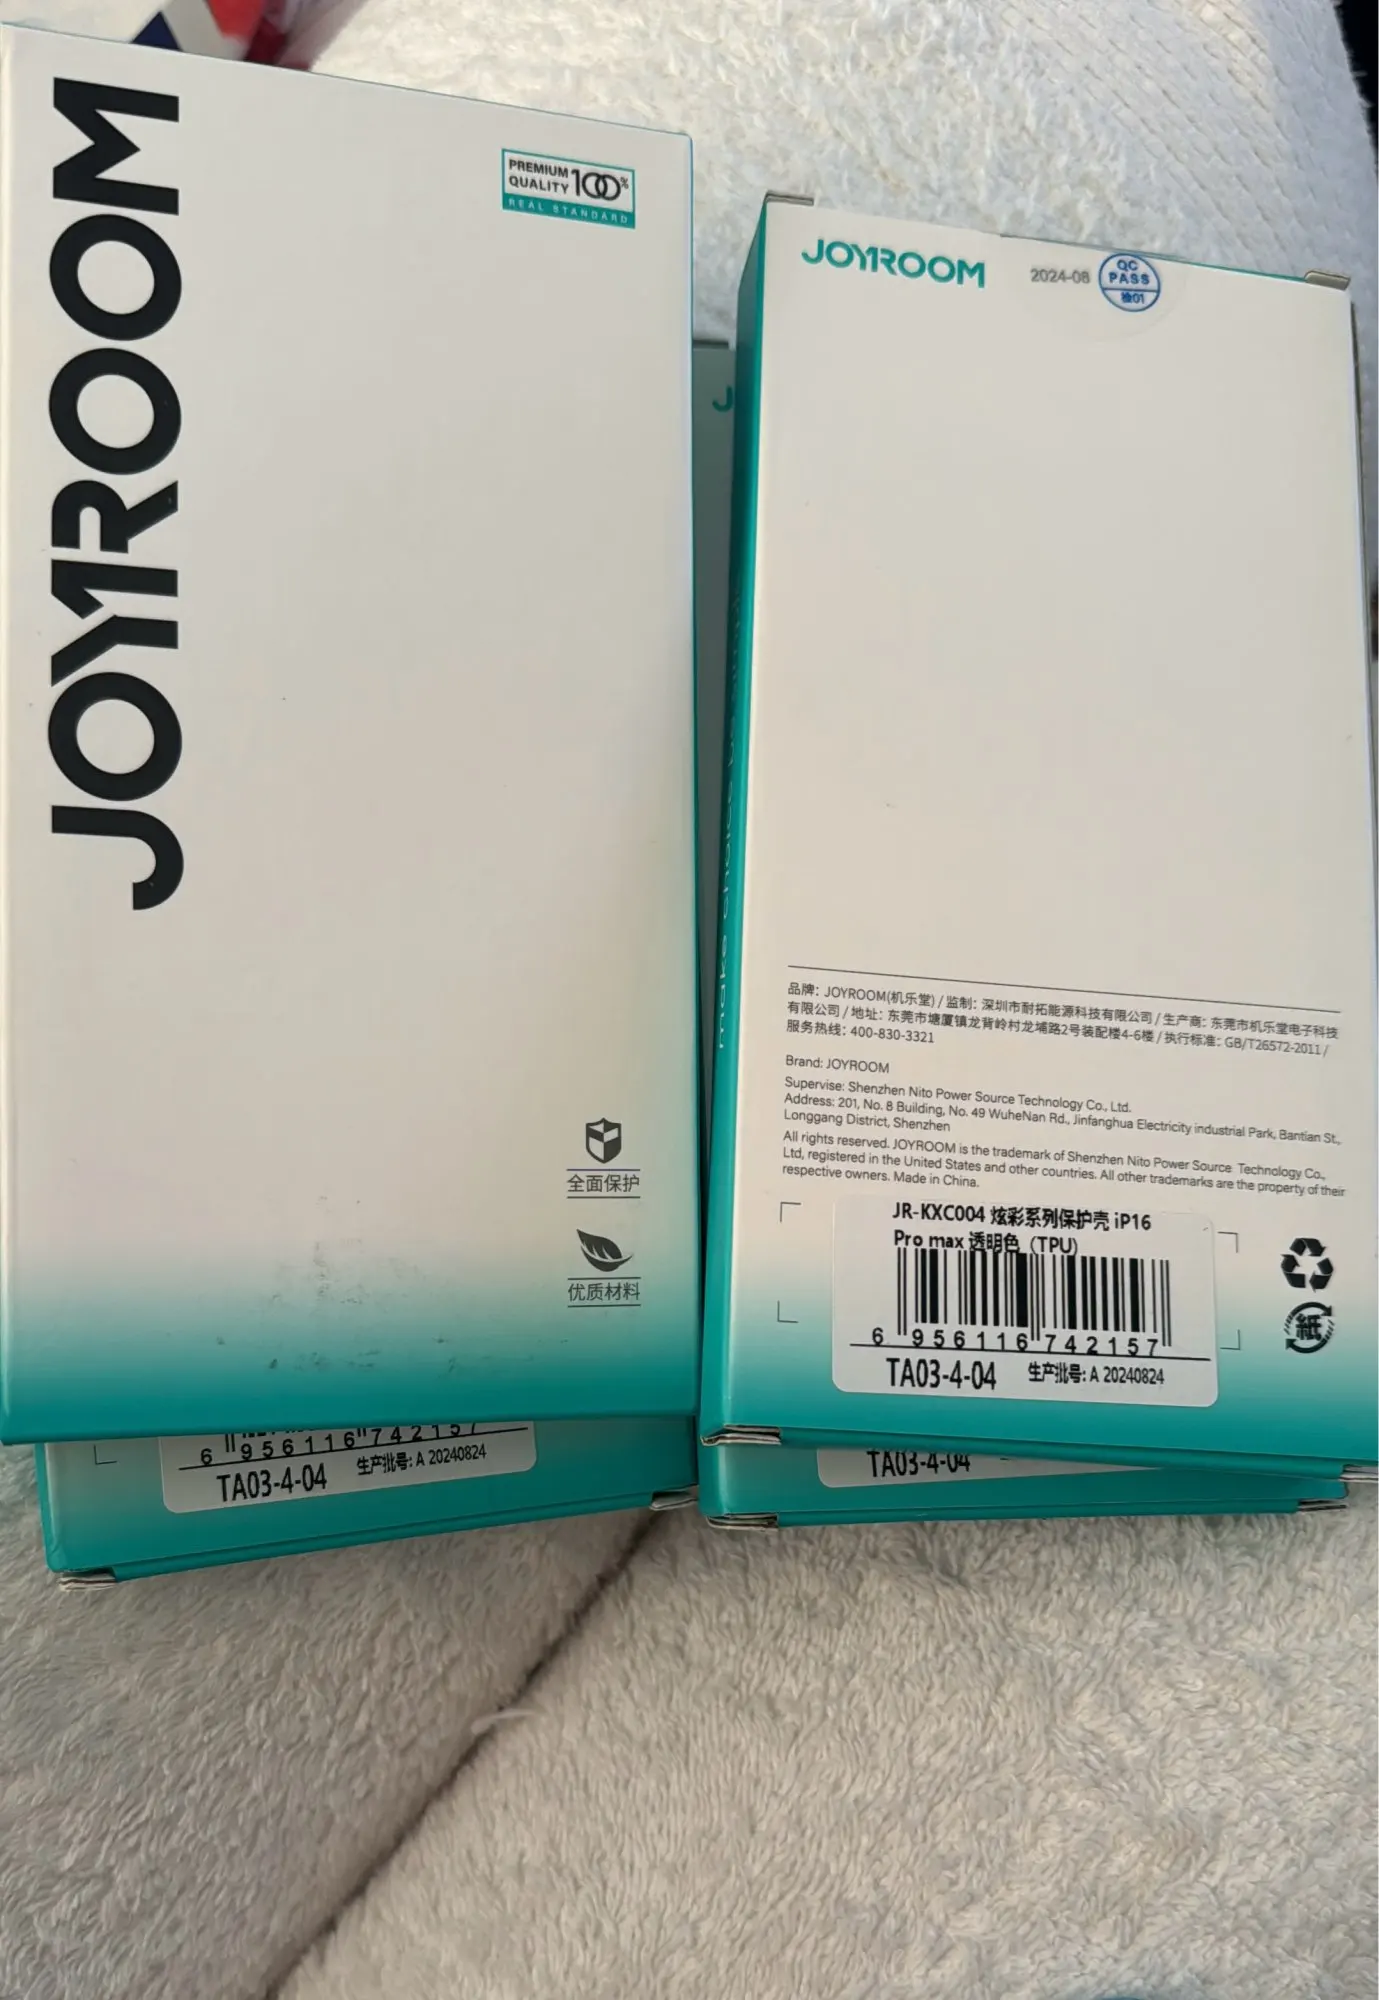 JOYROOM
PREMIUM
QUALITY 100%
REAL STANDARD
全面保护
优质材料
6 956116 742157
TA03-4-04 生产批号: A 20240824
J
make choice
JOYROOM 2024-08
QC
PASS
检01
品牌: JOYROOM(机乐堂) / 监制: 深圳市耐拓能源科技有限公司 / 生产商: 东莞市机乐堂电子科技
有限公司 / 地址: 东莞市塘厦镇龙背岭村龙埔路2号装配楼4-6楼 / 执行标准: GB/T26572-2011 /
服务热线: 400-830-3321
Brand: JOYROOM
Supervise: Shenzhen Nito Power Source Technology Co., Ltd.
Address: 201, No. 8 Building, No. 49 WuheNan Rd., Jinfanghua Electricity industrial Park, Bantian St.,
Longgang District, Shenzhen
All rights reserved. JOYROOM is the trademark of Shenzhen Nito Power Source Technology Co.,
Ltd, registered in the United States and other countries. All other trademarks are the property of their
respective owners. Made in China.
JR-KXC004 炫彩系列保护壳 iP16
Pro max 透明色 (TPU)
6 956116 742157
TA03-4-04 生产批号: A 20240824
紙
TA03-4-04